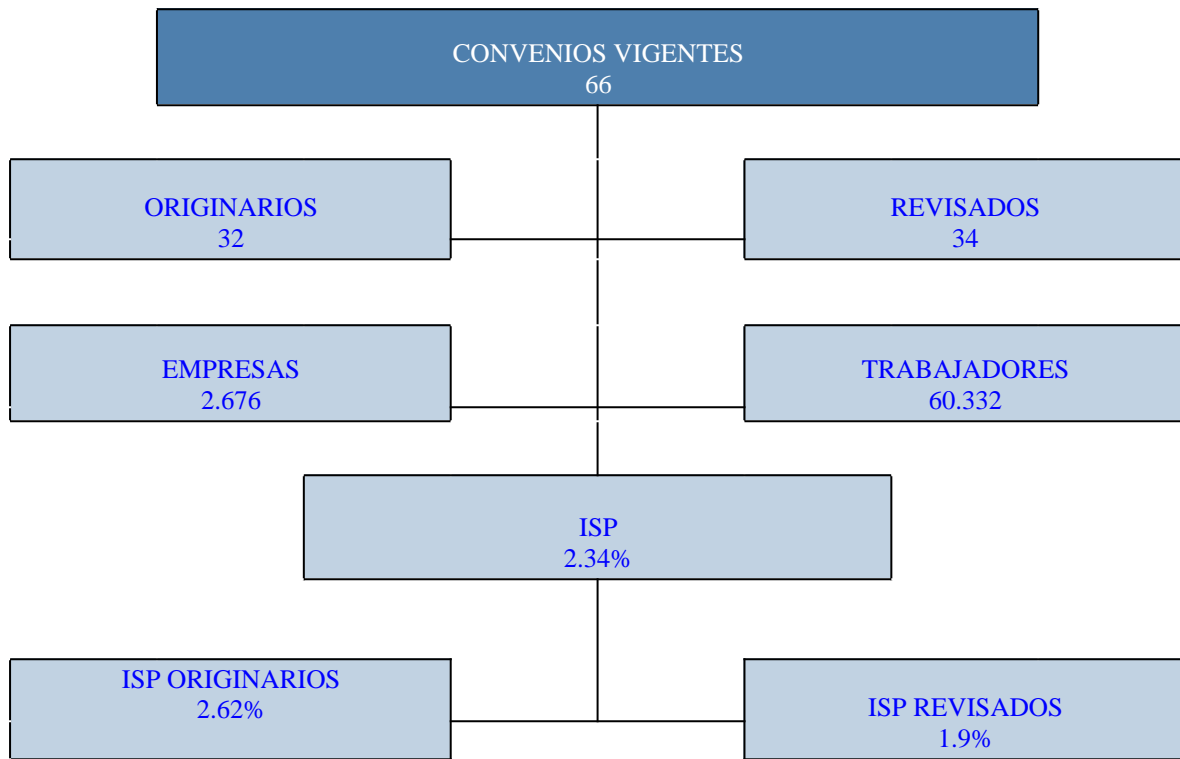 CONVENIOS VIGENTES
66
ORIGINARIOS
32
REVISADOS
34
EMPRESAS
2.676
TRABAJADORES
60.332
ISP
2.34%
ISP ORIGINARIOS
2.62%
ISP REVISADOS
1.9%